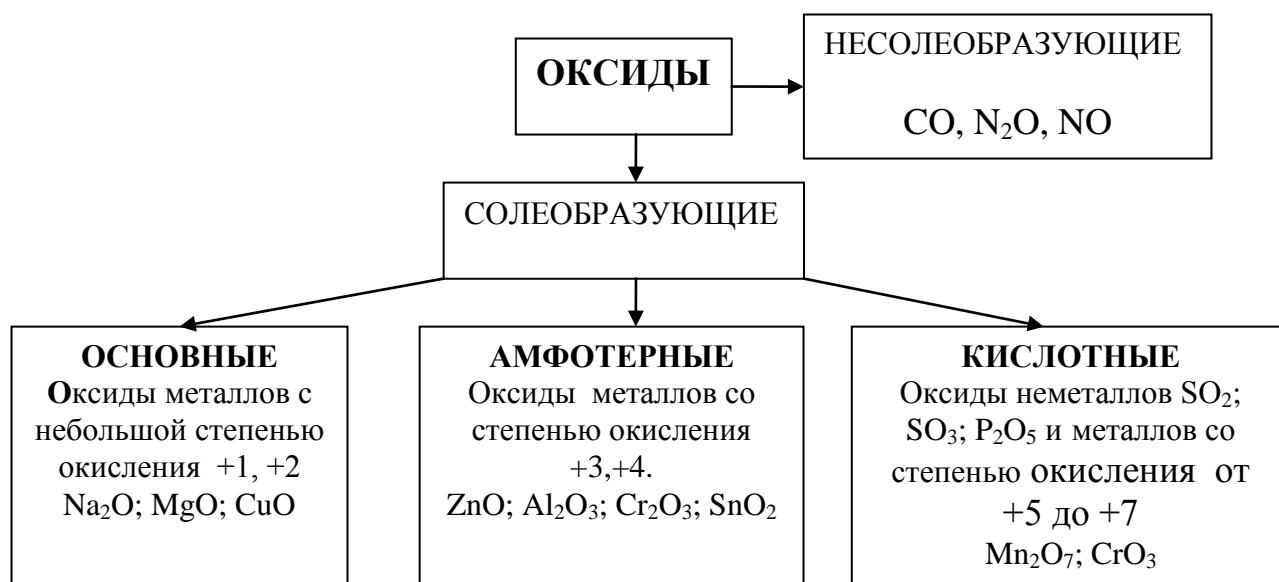 ОКСИДЫ
НЕСОЛЕОБРАЗУЮЩИЕ
CO, N₂O, NO
СОЛЕОБРАЗУЮЩИЕ
ОСНОВНЫЕ
Оксиды металлов с
небольшой степенью
окисления +1, +2
Na₂O; MgO; CuO
АМФОТЕРНЫЕ
Оксиды металлов со
степенью окисления
+3,+4.
ZnO; Al₂O₃; Cr₂O₃; SnO₂
КИСЛОТНЫЕ
Оксиды неметаллов SO₂;
SO₃; P₂O₅ и металлов со
степенью окисления от
+5 до +7
Mn₂O₇; CrO₃